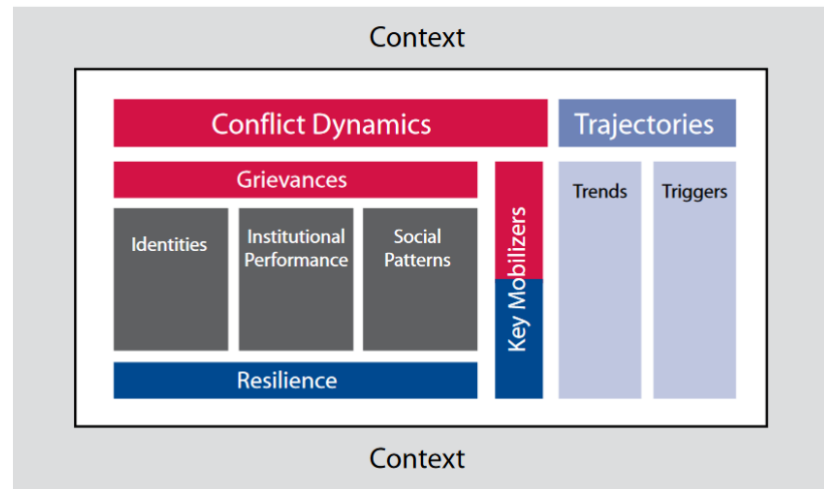 Context
Conflict Dynamics
Trajectories
Grievances
Identities
Institutional
Performance
Social
Patterns
Resilience
Key Mobilizers
Trends
Triggers
Context